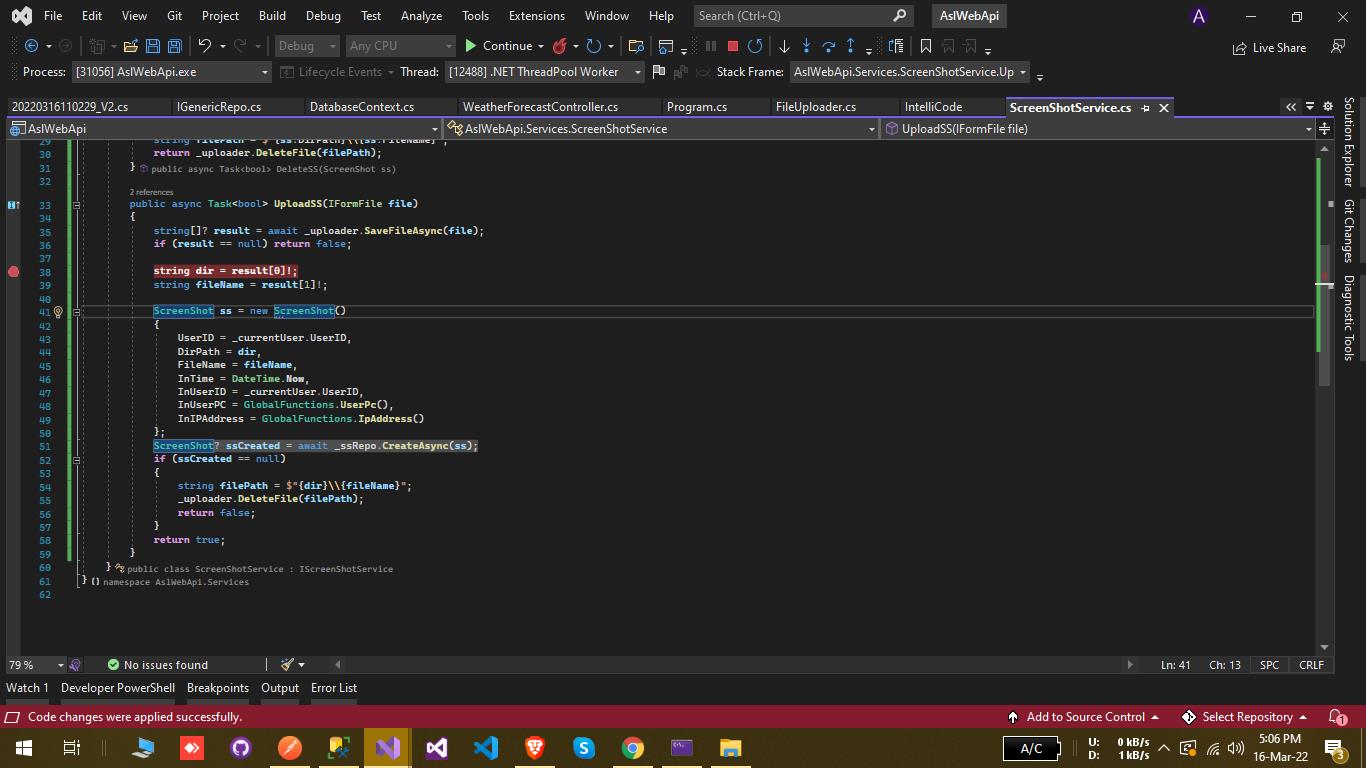 File Edit View Git Project Build Debug Test Analyze Tools Extensions Window Help Search (Ctrl+Q) AslWebApi A
Debug Any CPU Continue Live Share
Process: [31056] AslWebApi.exe Lifecycle Events Thread: [12488] .NET ThreadPool Worker Stack Frame: AslWebApi.Services.ScreenShotService.Up
20220316110229_V2.cs IGenericRepo.cs DatabaseContext.cs WeatherForecastController.cs Program.cs FileUploader.cs IntelliCode ScreenShotService.cs
AslWebApi AslWebApi.Services.ScreenShotService UploadSS(IFormFile file)
29 string filePath = $"{ss.DirPath}\\{ss.FileName}";
30 return _uploader.DeleteFile(filePath);
31 } public async Task<bool> DeleteSS(ScreenShot ss)
32
2 references
33 public async Task<bool> UploadSS(IFormFile file)
34 {
35 string[]? result = await _uploader.SaveFileAsync(file);
36 if (result == null) return false;
37
38 string dir = result[0]!;
39 string fileName = result[1]!;
40
41 ScreenShot ss = new ScreenShot()
42 {
43 UserID = _currentUser.UserID,
44 DirPath = dir,
45 FileName = fileName,
46 InTime = DateTime.Now,
47 InUserID = _currentUser.UserID,
48 InUserPC = GlobalFunctions.UserPc(),
49 InIPAddress = GlobalFunctions.IpAddress()
50 };
51 ScreenShot? ssCreated = await _ssRepo.CreateAsync(ss);
52 if (ssCreated == null)
53 {
54 string filePath = $"{dir}\\{fileName}";
55 _uploader.DeleteFile(filePath);
56 return false;
57 }
58 return true;
59 }
60 } public class ScreenShotService : IScreenShotService
61 } namespace AslWebApi.Services
62
Solution Explorer
Git Changes
Diagnostic Tools
79 % No issues found Ln: 41 Ch: 13 SPC CRLF
Watch 1 Developer PowerShell Breakpoints Output Error List
Code changes were applied successfully. Add to Source Control Select Repository 1
A/C U: 0 kB/s 5:06 PM
D: 1 kB/s 16-Mar-22 3